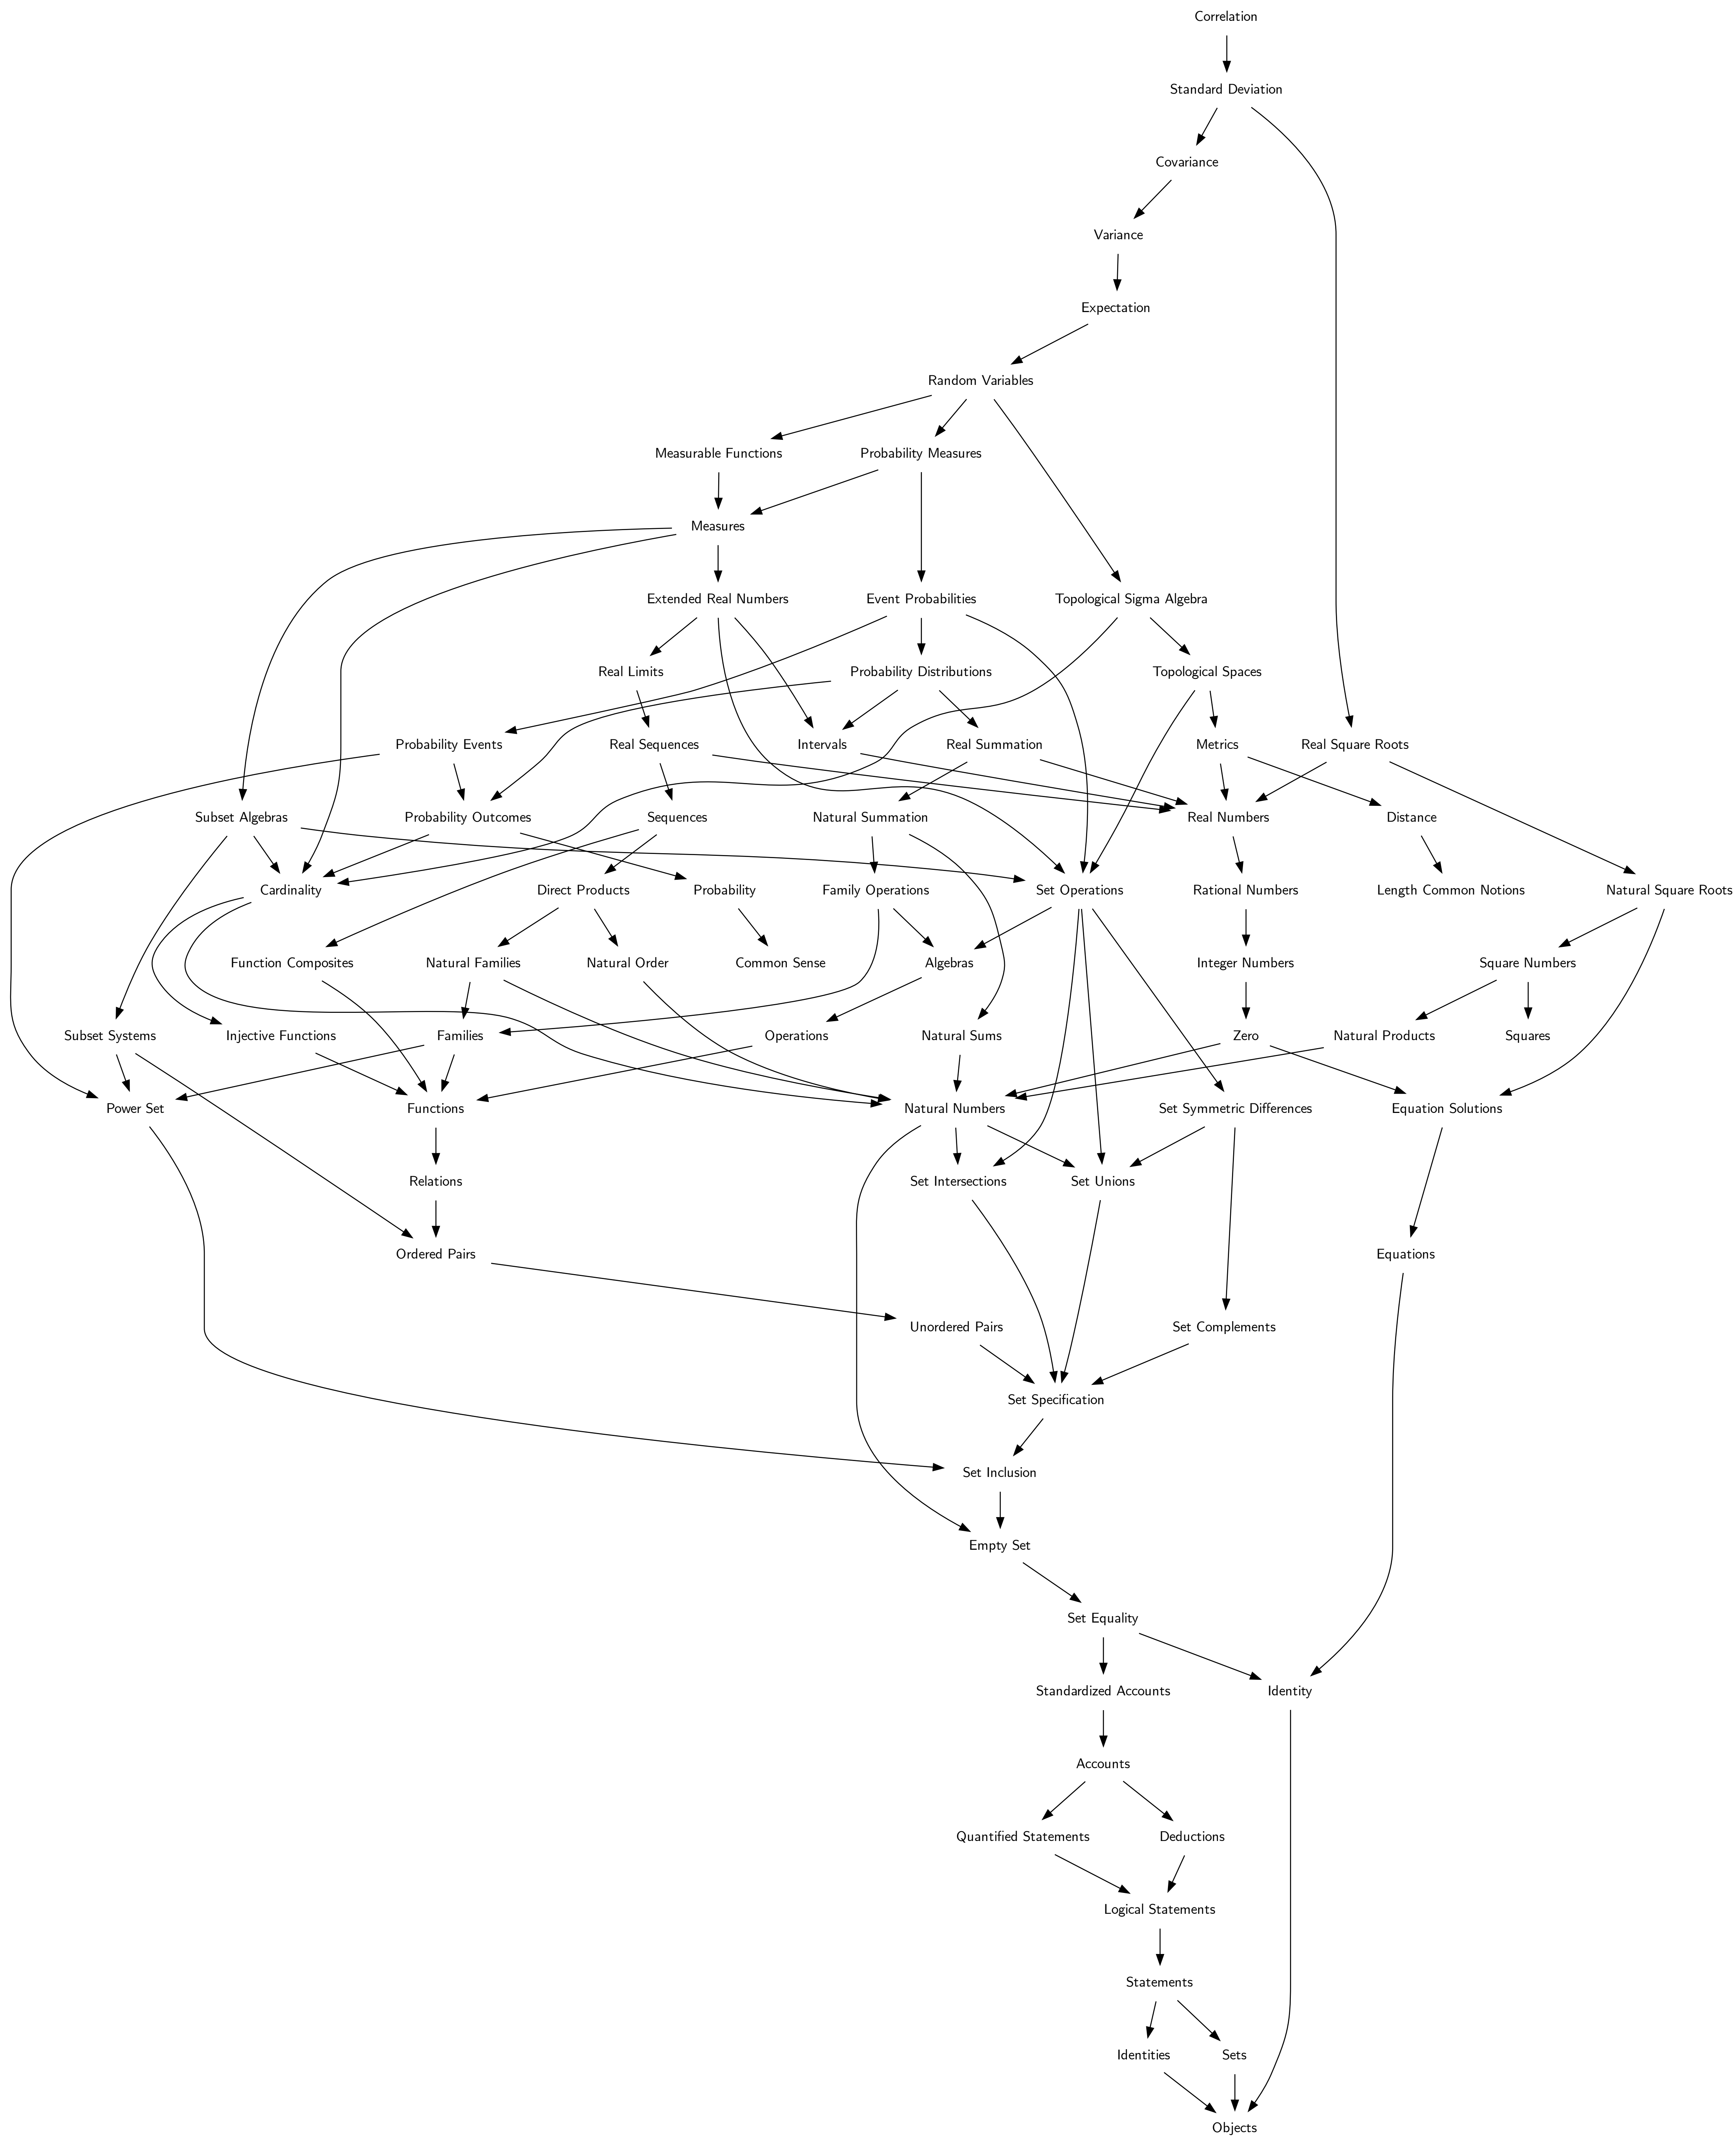 Correlation
Standard Deviation
Covariance
Variance
Expectation
Random Variables
Measurable Functions
Probability Measures
Measures
Extended Real Numbers
Event Probabilities
Topological Sigma Algebra
Real Limits
Probability Distributions
Topological Spaces
Probability Events
Real Sequences
Intervals
Real Summation
Metrics
Real Square Roots
Subset Algebras
Probability Outcomes
Sequences
Natural Summation
Real Numbers
Distance
Cardinality
Direct Products
Probability
Family Operations
Set Operations
Rational Numbers
Length Common Notions
Natural Square Roots
Function Composites
Natural Families
Natural Order
Common Sense
Algebras
Integer Numbers
Square Numbers
Subset Systems
Injective Functions
Families
Operations
Natural Sums
Zero
Natural Products
Squares
Power Set
Functions
Natural Numbers
Set Symmetric Differences
Equation Solutions
Relations
Set Intersections
Set Unions
Ordered Pairs
Equations
Unordered Pairs
Set Complements
Set Specification
Set Inclusion
Empty Set
Set Equality
Standardized Accounts
Identity
Accounts
Quantified Statements
Deductions
Logical Statements
Statements
Identities
Sets
Objects